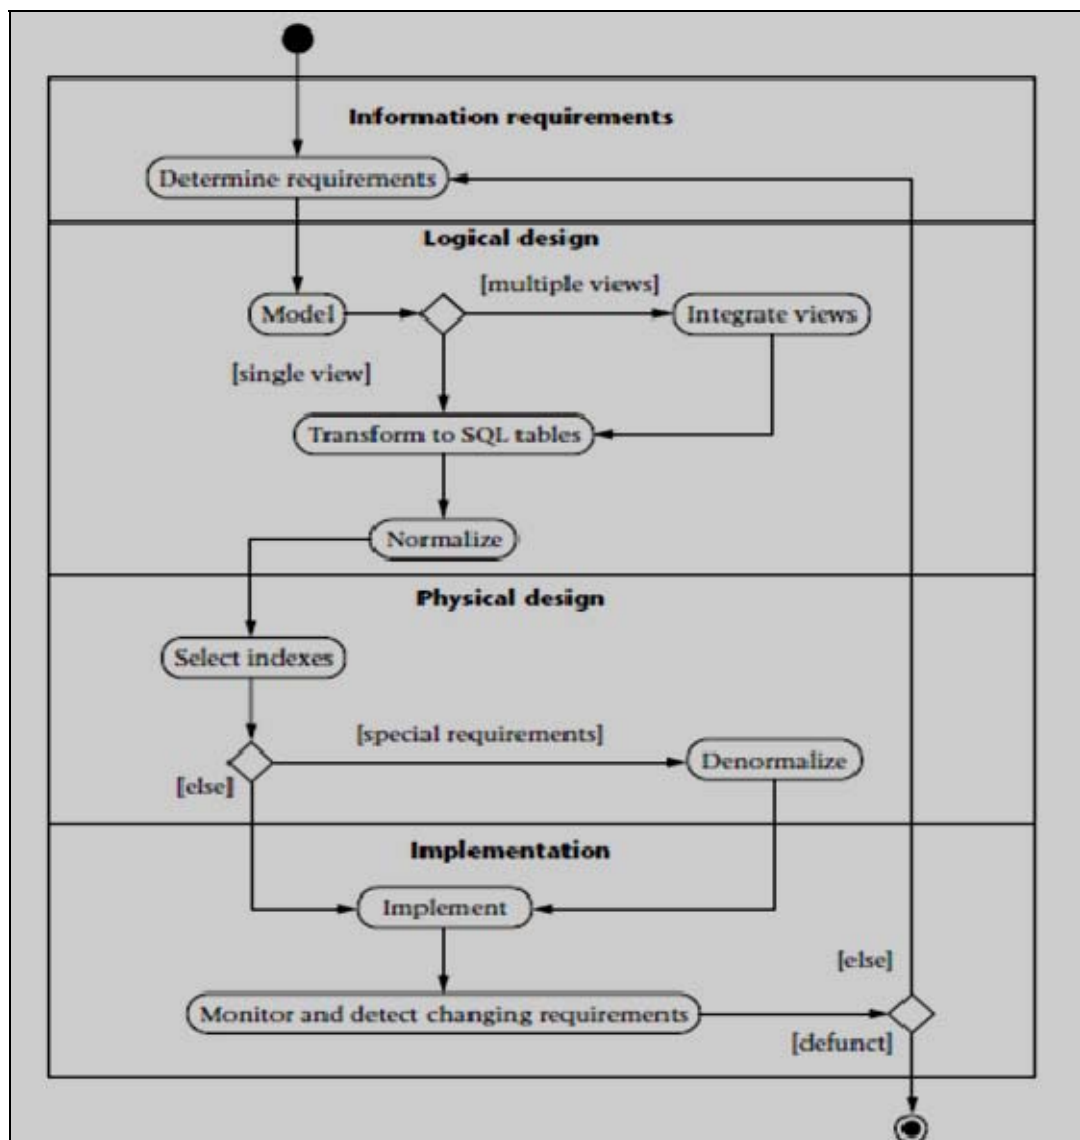 Information requirements
Determine requirements
Logical design
[multiple views]
Model
Integrate views
[single view]
Transform to SQL tables
Normalize
Physical design
Select indexes
[special requirements]
Denormalize
[else]
Implementation
Implement
[else]
Monitor and detect changing requirements
[defunct]